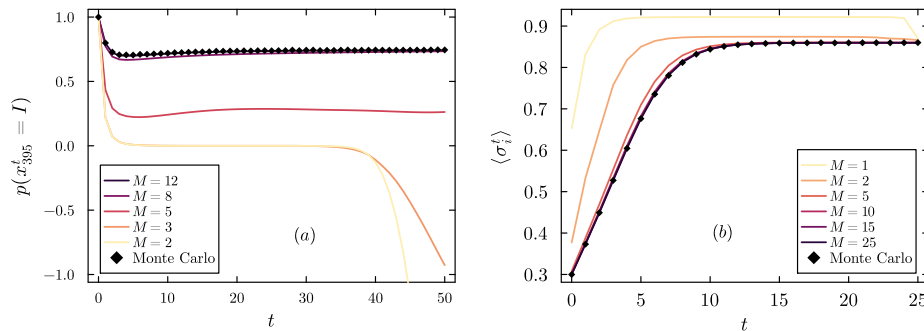 1.0
0.5
0.0
−0.5
−1.0
p(x^t_395 = I)
M = 12
M = 8
M = 5
M = 3
M = 2
Monte Carlo
(a)
0 10 20 30 40 50
t
0.9
0.8
0.7
0.6
0.5
0.4
0.3
⟨σ^t_i⟩
M = 1
M = 2
M = 5
M = 10
M = 15
M = 25
Monte Carlo
(b)
0 5 10 15 20 25
t